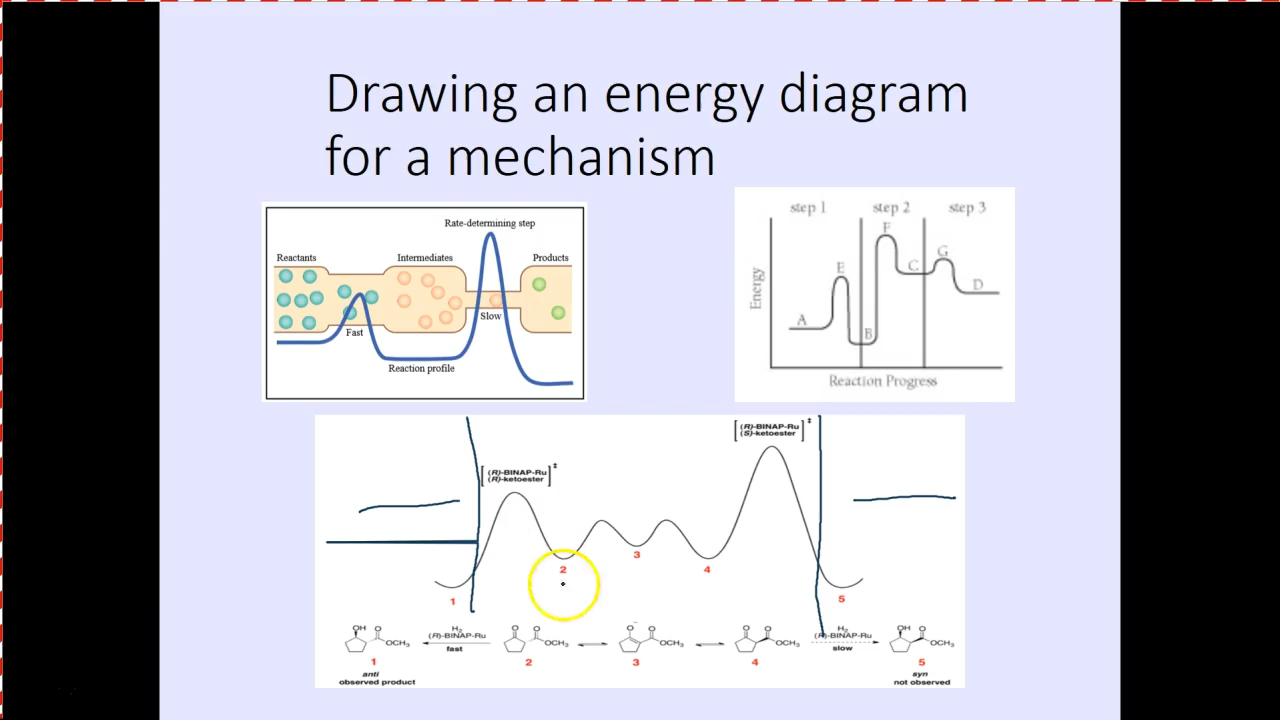 Drawing an energy diagram
for a mechanism
Rate-determining step
Reactants
Intermediates
Products
Fast
Slow
Reaction profile
step 1
step 2
step 3
Energy
A
E
B
F
C
G
D
Reaction Progress
(R)-BINAP-Ru
(R)-ketoester
‡
(R)-BINAP-Ru
(S)-ketoester
‡
1
2
3
4
5
OH
O
OCH₃
1
anti
observed product
H₂
(R)-BINAP-Ru
fast
O
O
OCH₃
2
O⁻
O
OCH₃
3
O
O
OCH₃
4
H₂
(R)-BINAP-Ru
slow
OH
O
OCH₃
5
syn
not observed